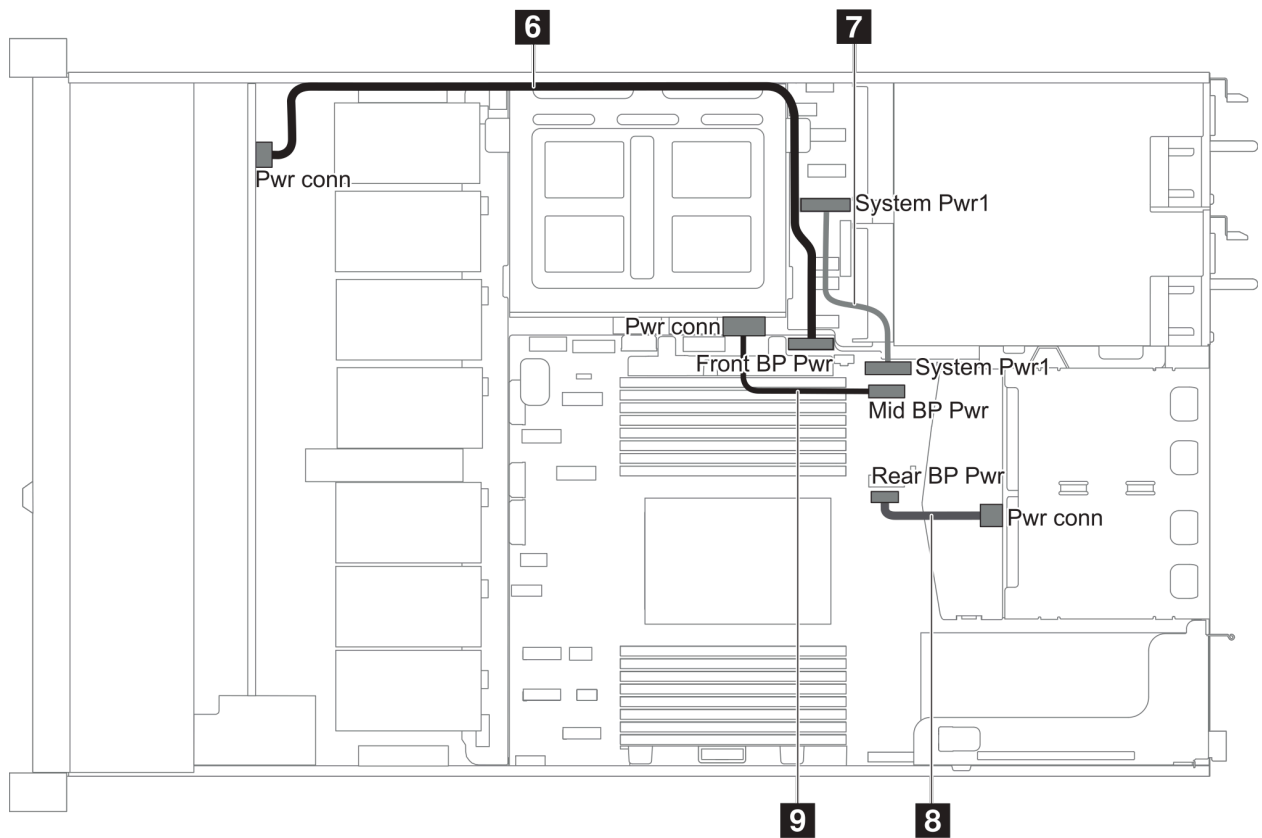 6
7
Pwr conn
System Pwr1
Pwr conn
Front BP Pwr
System Pwr1
Mid BP Pwr
Rear BP Pwr
Pwr conn
9
8